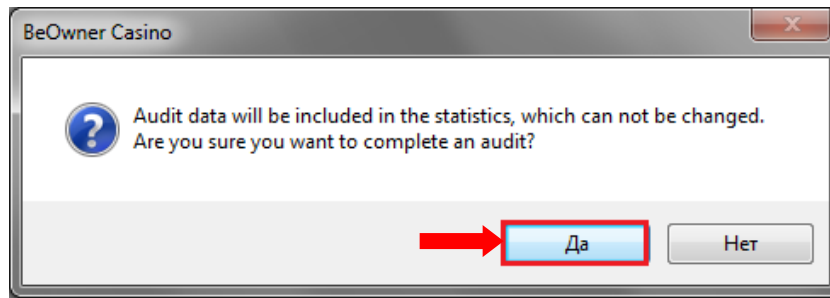 BeOwner Casino
Audit data will be included in the statistics, which can not be changed.
Are you sure you want to complete an audit?
Да
Нет